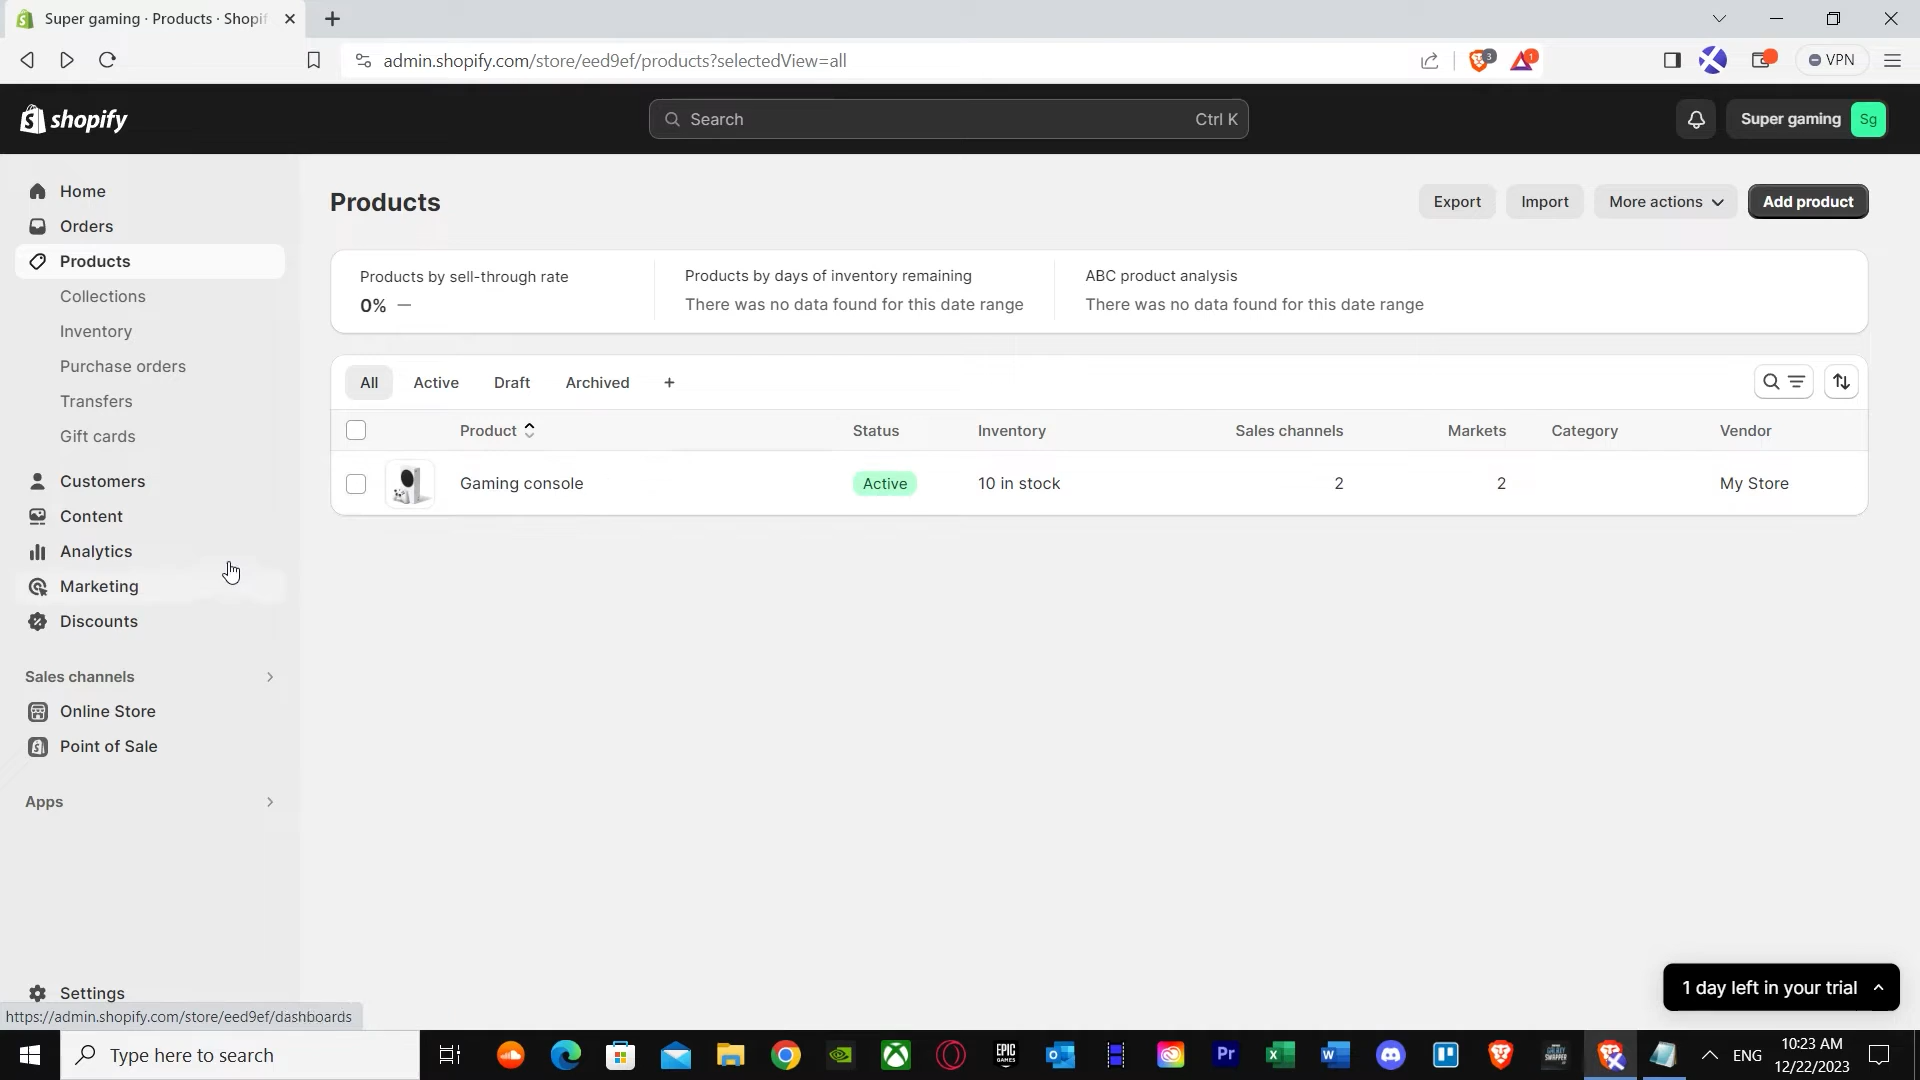 Super gaming · Products · Shopif
admin.shopify.com/store/eed9ef/products?selectedView=all
3
1
VPN
shopify
Search
Ctrl K
Super gaming
Sg
Home
Orders
Products
Collections
Inventory
Purchase orders
Transfers
Gift cards
Customers
Content
Analytics
Marketing
Discounts
Sales channels
Online Store
Point of Sale
Apps
Settings
https://admin.shopify.com/store/eed9ef/dashboards
Products
Export
Import
More actions
Add product
Products by sell-through rate
0% —
Products by days of inventory remaining
There was no data found for this date range
ABC product analysis
There was no data found for this date range
All
Active
Draft
Archived
+
Product
Status
Inventory
Sales channels
Markets
Category
Vendor
Gaming console
Active
10 in stock
2
2
My Store
1 day left in your trial
Type here to search
EPIC
GAMES
Pr
ENG
10:23 AM
12/22/2023